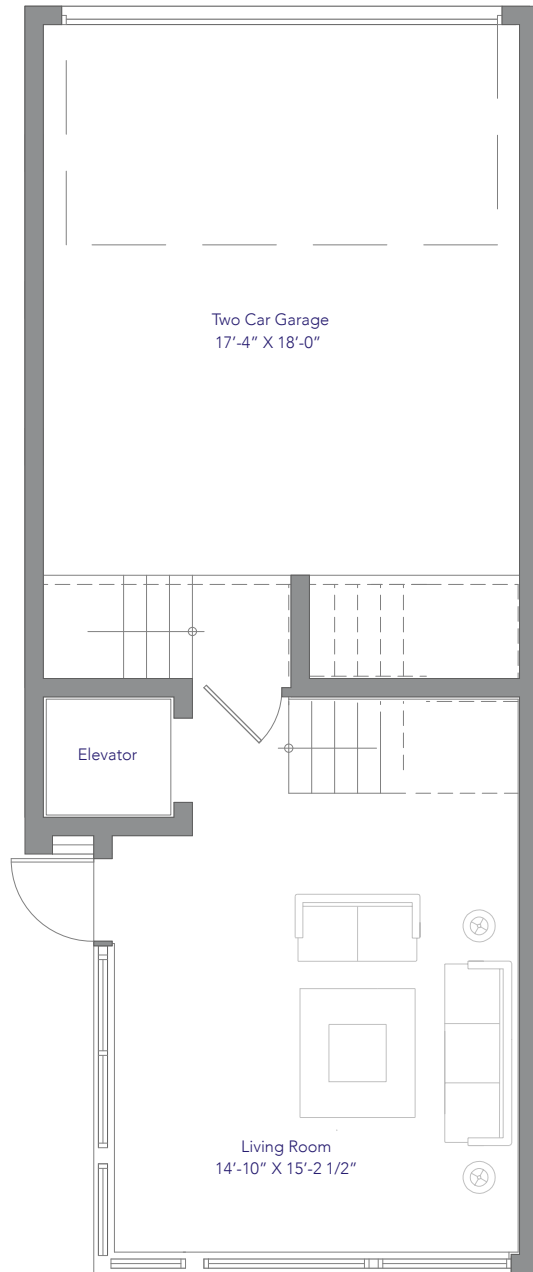 Two Car Garage
17’-4” X 18’-0”
Elevator
Living Room
14’-10” X 15’-2 1/2”